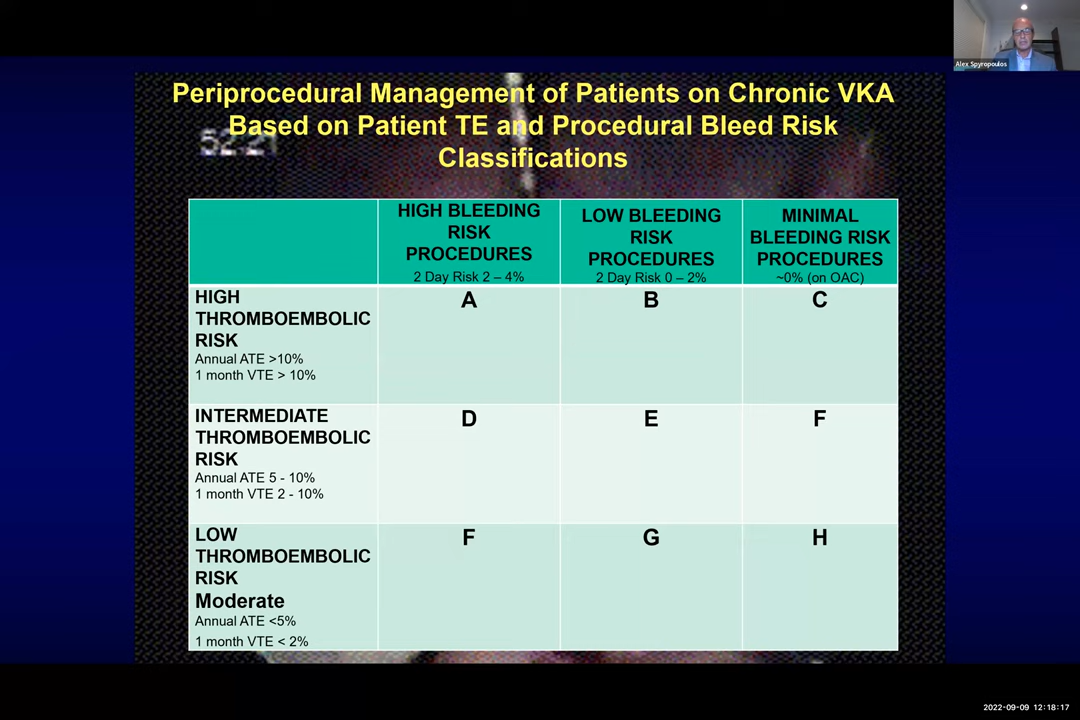 Alex Spyropoulos
Periprocedural Management of Patients on Chronic VKA
Based on Patient TE and Procedural Bleed Risk
Classifications
52:21
HIGH BLEEDING
RISK
PROCEDURES
2 Day Risk 2 – 4%
LOW BLEEDING
RISK
PROCEDURES
2 Day Risk 0 – 2%
MINIMAL
BLEEDING RISK
PROCEDURES
~0% (on OAC)
HIGH
THROMBOEMBOLIC
RISK
Annual ATE >10%
1 month VTE > 10%
A
B
C
INTERMEDIATE
THROMBOEMBOLIC
RISK
Annual ATE 5 - 10%
1 month VTE 2 - 10%
D
E
F
LOW
THROMBOEMBOLIC
RISK
Moderate
Annual ATE <5%
1 month VTE < 2%
F
G
H
2022-09-09 12:18:17